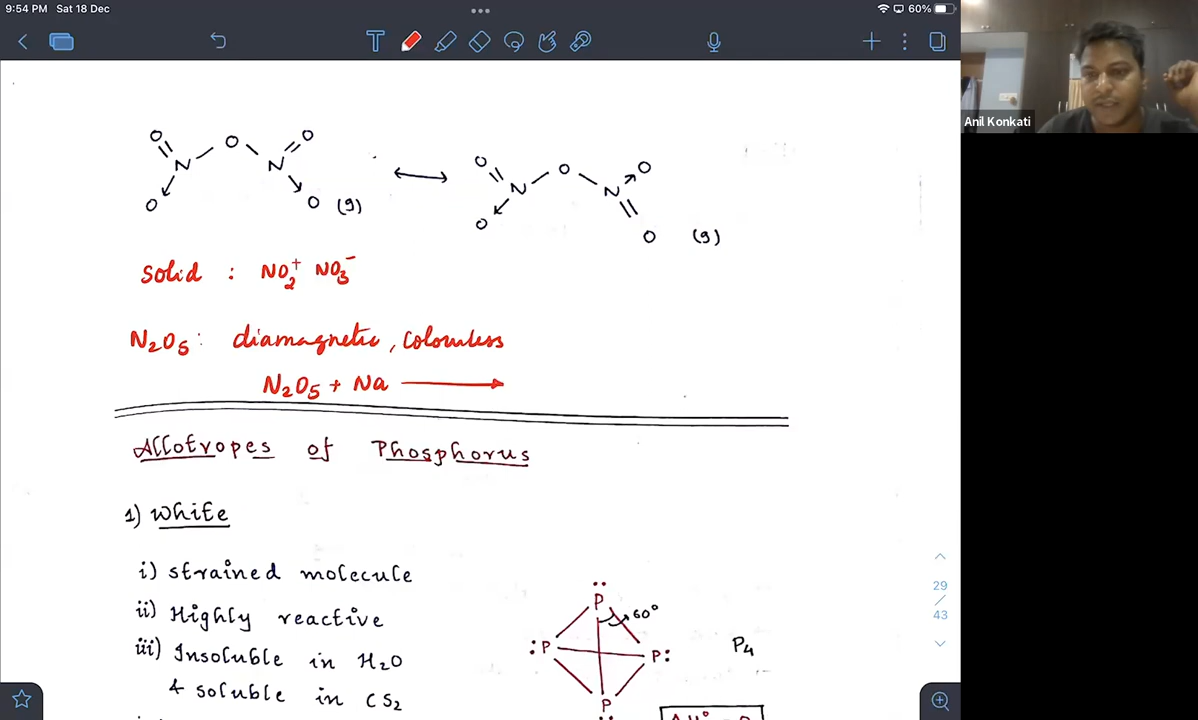 9:54 PM Sat 18 Dec
60%
Anil Konkati
O O O O O
N N N N
O O (g) O O (g)
Solid : NO₂⁺ NO₃⁻
N₂O₅: diamagnetic, Colourless
N₂O₅ + Na ⟶
Allotropes of Phosphorus
1) White
i) strained molecule
ii) Highly reactive
iii) Insoluble in H₂O
& soluble in CS₂
P
60°
:P P: P₄
P
29
/
43